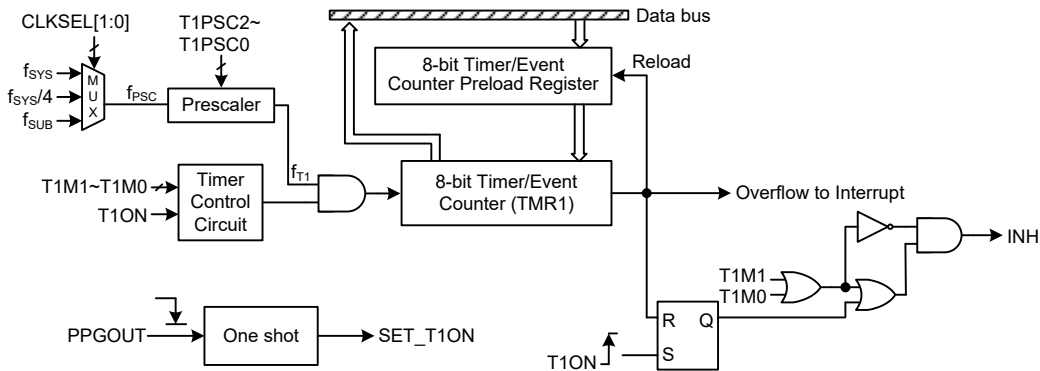 CLKSEL[1:0]
T1PSC2~
T1PSC0
Data bus
fSYS
fSYS/4
fSUB
M
U
X
fPSC
Prescaler
8-bit Timer/Event
Counter Preload Register
Reload
T1M1~T1M0
T1ON
Timer
Control
Circuit
fT1
8-bit Timer/Event
Counter (TMR1)
Overflow to Interrupt
INH
T1M1
T1M0
PPGOUT
One shot
SET_T1ON
R
Q
S
T1ON